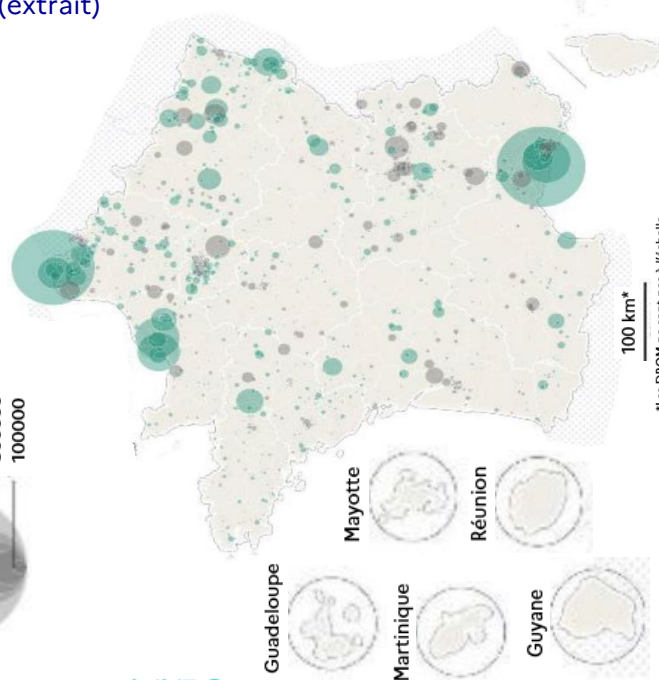 (extrait)
100 km*
100000
Mayotte
Réunion
Guadeloupe
Martinique
Guyane